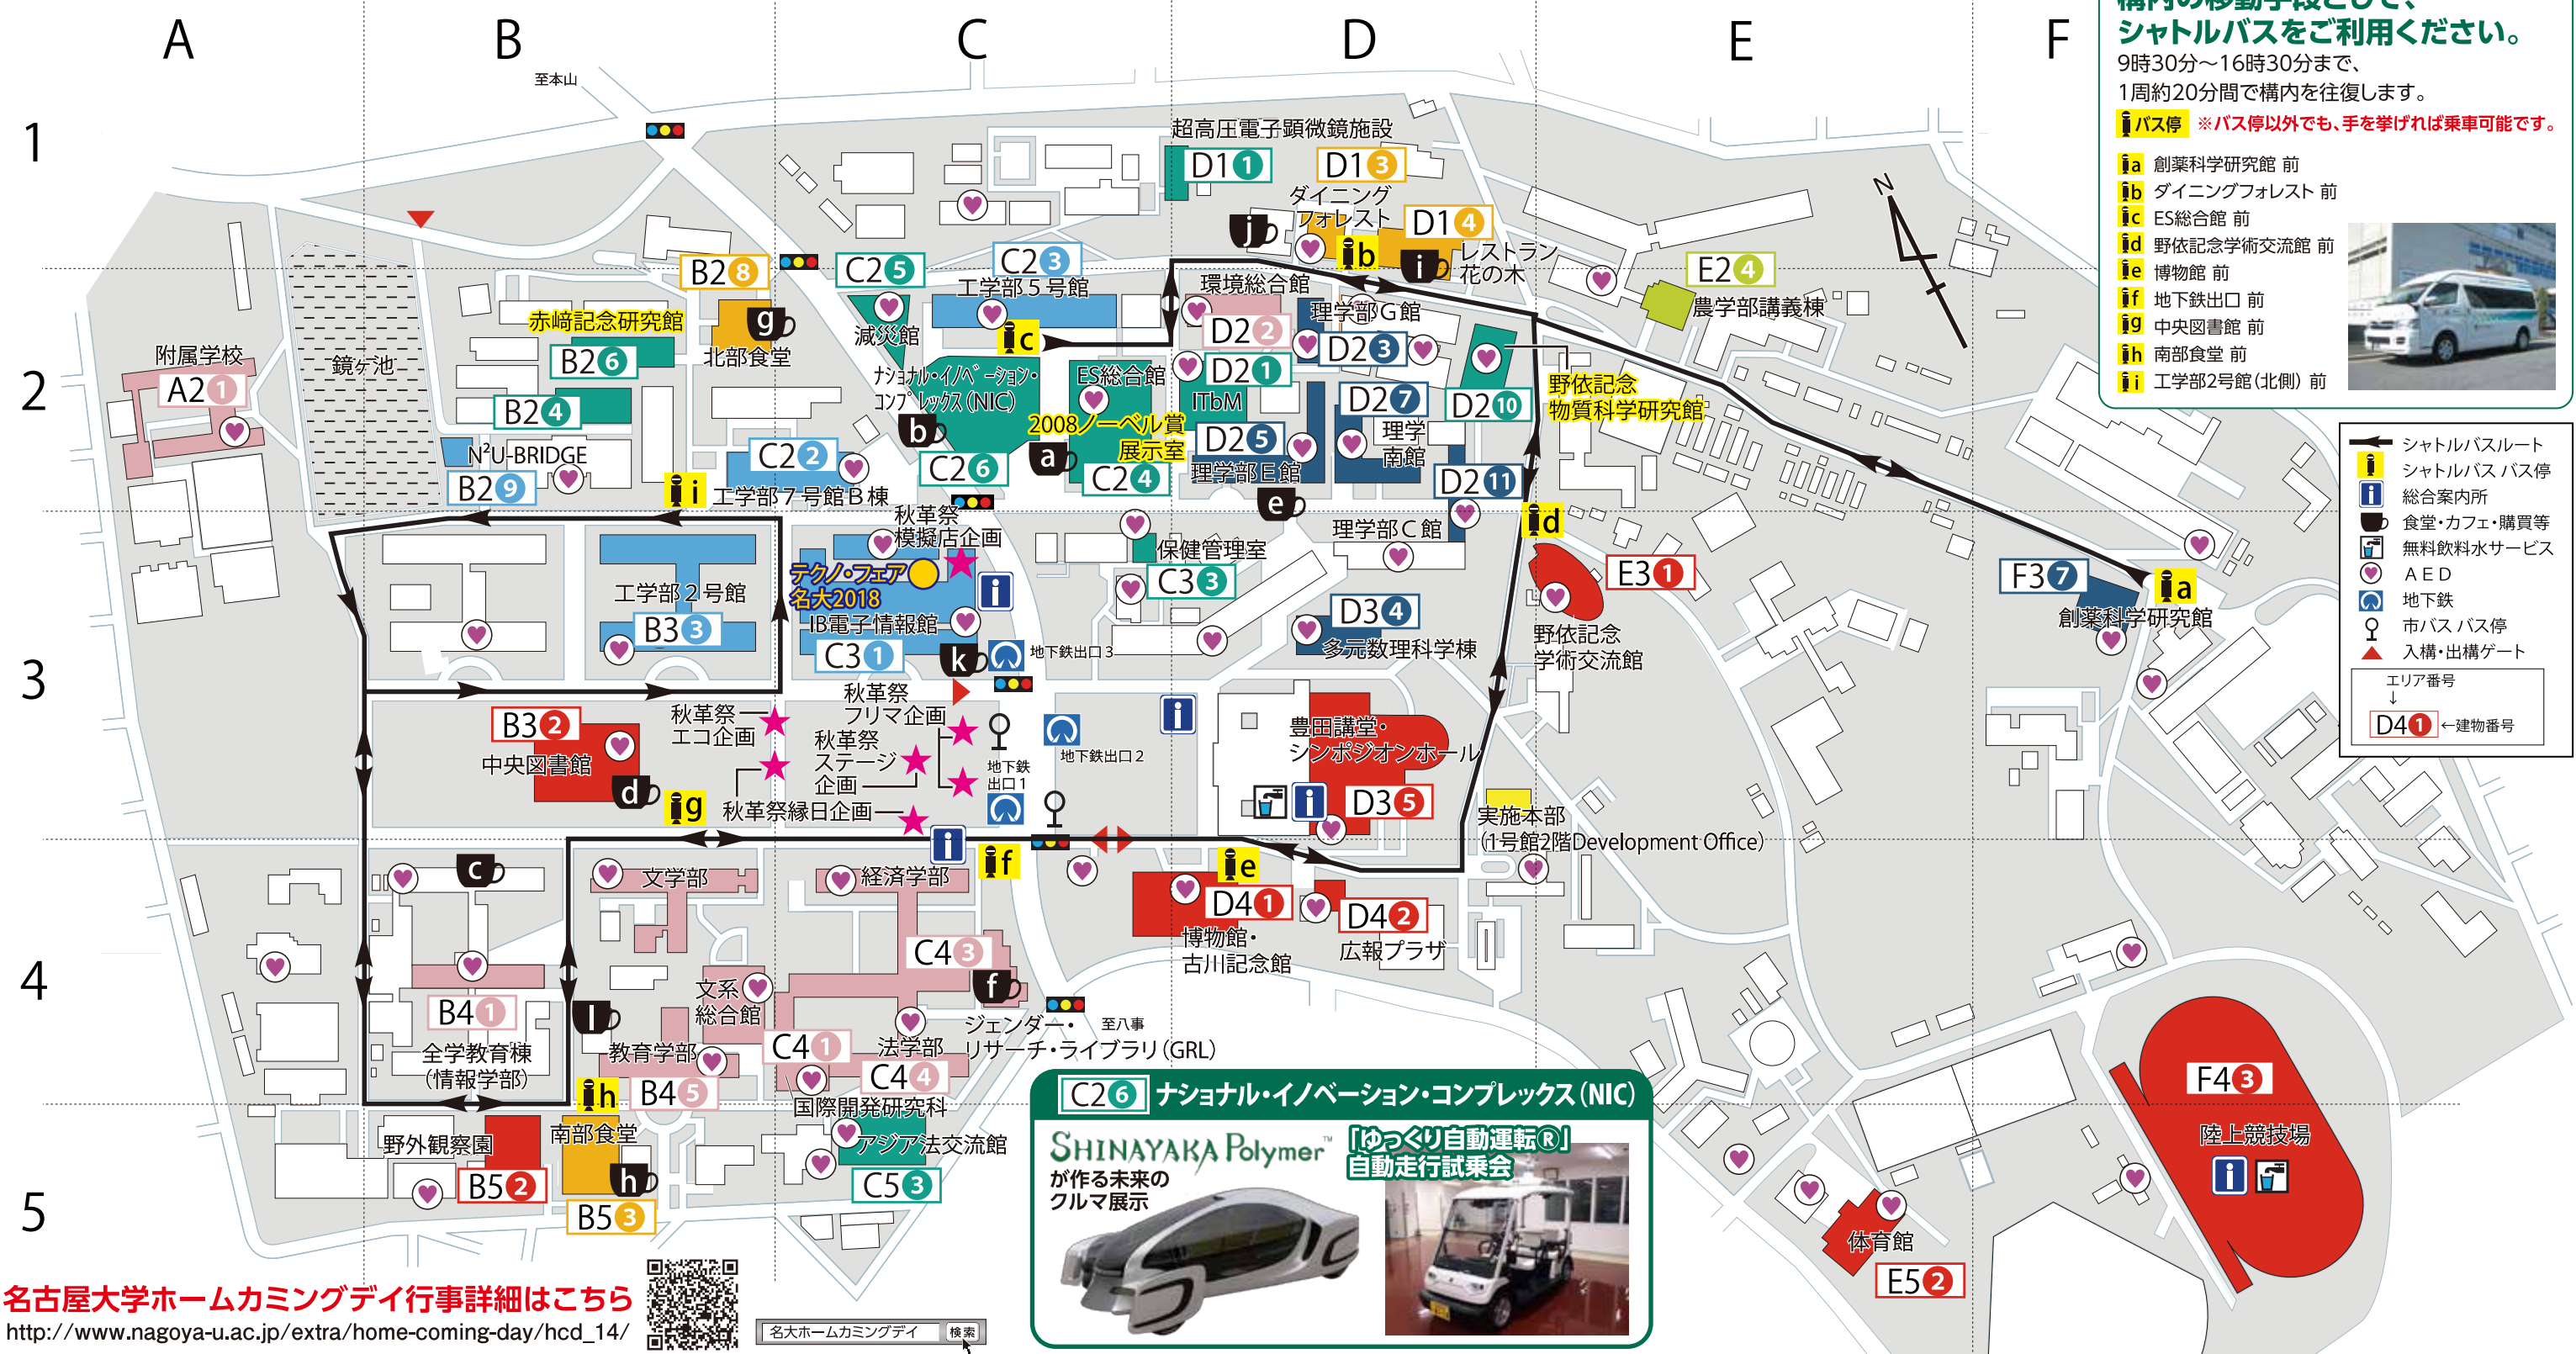 A
B
C
D
E
F
構内の移動手段として、
シャトルバスをご利用ください。
9時30分〜16時30分まで、
1周約20分間で構内を往復します。
バス停 ※バス停以外でも、手を挙げれば乗車可能です。
a 創薬科学研究館 前
b ダイニングフォレスト 前
c ES総合館 前
d 野依記念学術交流館 前
e 博物館 前
f 地下鉄出口 前
g 中央図書館 前
h 南部食堂 前
i 工学部2号館(北側) 前
シャトルバスルート
シャトルバス バス停
i 総合案内所
食堂・カフェ・購買等
無料飲料水サービス
AED
地下鉄
市バス バス停
入構・出構ゲート
エリア番号
↓
D4 1 ←建物番号
N
1
至本山
超高圧電子顕微鏡施設
D1 1
D1 3
ダイニング
フォレスト
j
b
D1 4
i
レストラン
花の木
2
B2 8
g
北部食堂
C2 5
減災館
C2 3
工学部5号館
c
環境総合館
D2 2
理学部G館
D2 3
E2 4
農学部講義棟
赤﨑記念研究館
B2 6
B2 4
附属学校
A2 1
鏡ヶ池
N²U-BRIDGE
B2 9
i
C2 2
工学部7号館B棟
ナショナル・イノベーション・
コンプレックス(NIC)
b
C2 6
ES総合館
2008ノーベル賞
展示室
a
C2 4
D2 1
ITbM
D2 5
理学部E館
e
D2 7
理学
南館
D2 10
野依記念
物質科学研究館
D2 11
d
3
秋革祭
模擬店企画
テクノ・フェア
名大2018
i
IB電子情報館
C3 1
k
地下鉄出口3
工学部2号館
B3 3
保健管理室
C3 3
理学部C館
D3 4
多元数理科学棟
E3 1
野依記念
学術交流館
F3 7
a
創薬科学研究館
B3 2
中央図書館
d
g
秋革祭
エコ企画
秋革祭
フリマ企画
秋革祭
ステージ
企画
秋革祭縁日企画
地下鉄
出口1
地下鉄出口2
i
i
f
豊田講堂・
シンポジオンホール
i
D3 5
実施本部
(1号館2階Development Office)
4
c
文学部
経済学部
e
D4 1
博物館・
古川記念館
D4 2
広報プラザ
C4 3
f
ジェンダー・
リサーチ・ライブラリ(GRL)
至八事
B4 1
全学教育棟
(情報学部)
l
文系
総合館
教育学部
B4 5
C4 1
法学部
C4 4
国際開発研究科
h
F4 3
陸上競技場
i
5
野外観察園
B5 2
南部食堂
h
B5 3
アジア法交流館
C5 3
体育館
E5 2
C2 6 ナショナル・イノベーション・コンプレックス(NIC)
SHINAYAKA Polymer™
が作る未来の
クルマ展示
「ゆっくり自動運転®」
自動走行試乗会
名古屋大学ホームカミングデイ行事詳細はこちら
http://www.nagoya-u.ac.jp/extra/home-coming-day/hcd_14/
名大ホームカミングデイ 検索